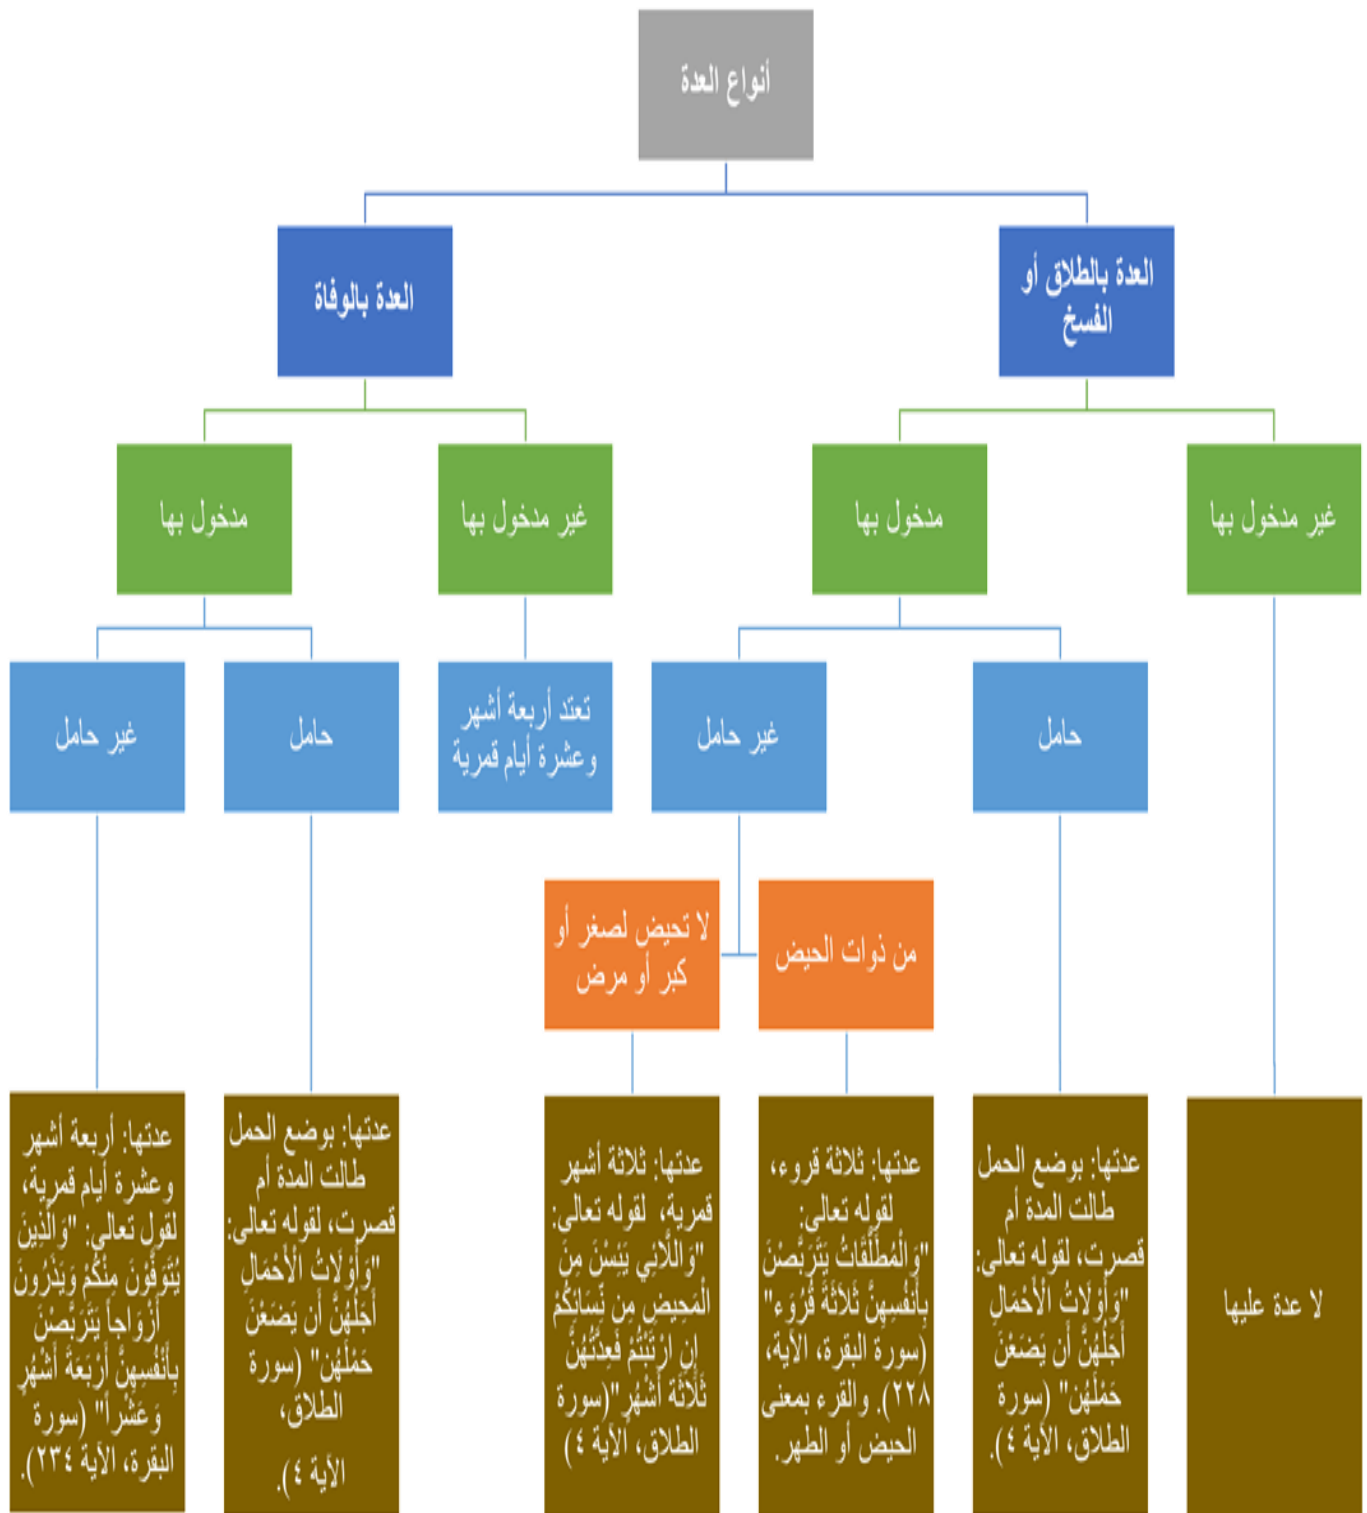 أنواع العدة
العدة بالطلاق أو
الفسخ
العدة بالوفاة
غير مدخول بها
مدخول بها
غير مدخول بها
مدخول بها
حامل
غير حامل
تعتد أربعة أشهر
وعشرة أيام قمرية
حامل
غير حامل
من ذوات الحيض
لا تحيض لصغر أو
كبر أو مرض
لا عدة عليها
عدتها: بوضع الحمل
طالت المدة أم
قصرت، لقوله تعالى:
"وَأُوْلَاتُ الْأَحْمَالِ
أَجَلُهُنَّ أَن يَضَعْنَ
حَمْلَهُن" (سورة
الطلاق، الآية ٤).
عدتها: ثلاثة قروء،
لقوله تعالى:
"وَالْمُطَلَّقَاتُ يَتَرَبَّصْنَ
بِأَنفُسِهِنَّ ثَلَاثَةَ قُرُوَء"
(سورة البقرة، الآية،
٢٢٨). والقرء بمعنى
الحيض أو الطهر.
عدتها: ثلاثة أشهر
قمرية، لقوله تعالى:
"وَاللَّائِي يَئِسْنَ مِنَ
الْمَحِيضِ مِن نِّسَائِكُمْ
إِنِ ارْتَبْتُمْ فَعِدَّتُهُنَّ
ثَلَاثَةُ أَشْهُرٍ"(سورة
الطلاق، الآية ٤)
عدتها: بوضع الحمل
طالت المدة أم
قصرت، لقوله تعالى:
"وَأُوْلَاتُ الْأَحْمَالِ
أَجَلُهُنَّ أَن يَضَعْنَ
حَمْلَهُن" (سورة
الطلاق،
الآية ٤).
عدتها: أربعة أشهر
وعشرة أيام قمرية،
لقول تعالى: "وَالَّذِينَ
يُتَوَفَّوْنَ مِنْكُمْ وَيَذَرُونَ
أَزْوَاجاً يَتَرَبَّصْنَ
بِأَنْفُسِهِنَّ أَرْبَعَةَ أَشْهُرٍ
وَعَشْراً" (سورة
البقرة، الآية ٢٣٤).